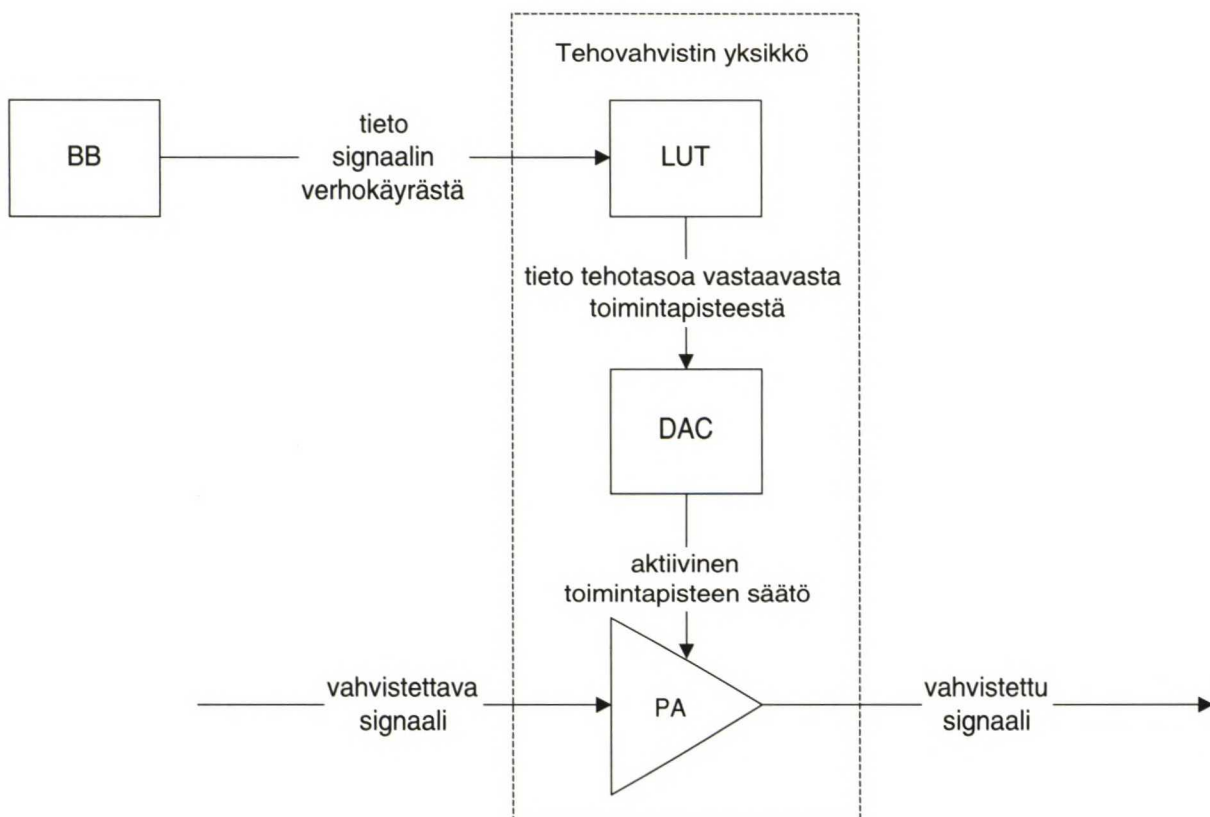 Tehovahvistin yksikkö
BB
tieto
signaalin
verhokäyrästä
LUT
tieto tehotasoa vastaavasta
toimintapisteestä
DAC
aktiivinen
toimintapisteen säätö
vahvistettava
signaali
PA
vahvistettu
signaali